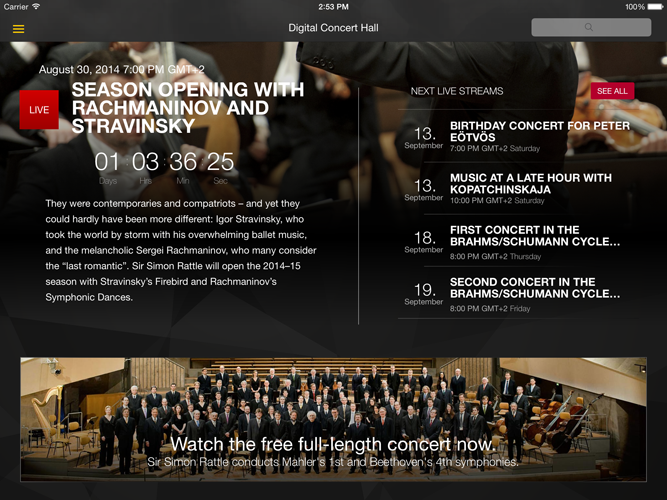 Carrier 2:53 PM 100%
Digital Concert Hall
August 30, 2014 7:00 PM GMT+2
LIVE
SEASON OPENING WITH
RACHMANINOV AND
STRAVINSKY
01 : 03 : 36 : 25
Days Hrs Min Sec
They were contemporaries and compatriots – and yet they
could hardly have been more different: Igor Stravinsky, who
took the world by storm with his overwhelming ballet music,
and the melancholic Sergei Rachmaninov, who many consider
the “last romantic”. Sir Simon Rattle will open the 2014–15
season with Stravinsky's Firebird and Rachmaninov's
Symphonic Dances.
NEXT LIVE STREAMS
SEE ALL
13.
September
BIRTHDAY CONCERT FOR PETER
EÖTVÖS
7:00 PM GMT+2 Saturday
13.
September
MUSIC AT A LATE HOUR WITH
KOPATCHINSKAJA
10:00 PM GMT+2 Saturday
18.
September
FIRST CONCERT IN THE
BRAHMS/SCHUMANN CYCLE...
8:00 PM GMT+2 Thursday
19.
September
SECOND CONCERT IN THE
BRAHMS/SCHUMANN CYCLE...
8:00 PM GMT+2 Friday
Watch the free full-length concert now.
Sir Simon Rattle conducts Mahler's 1st and Beethoven's 4th symphonies.